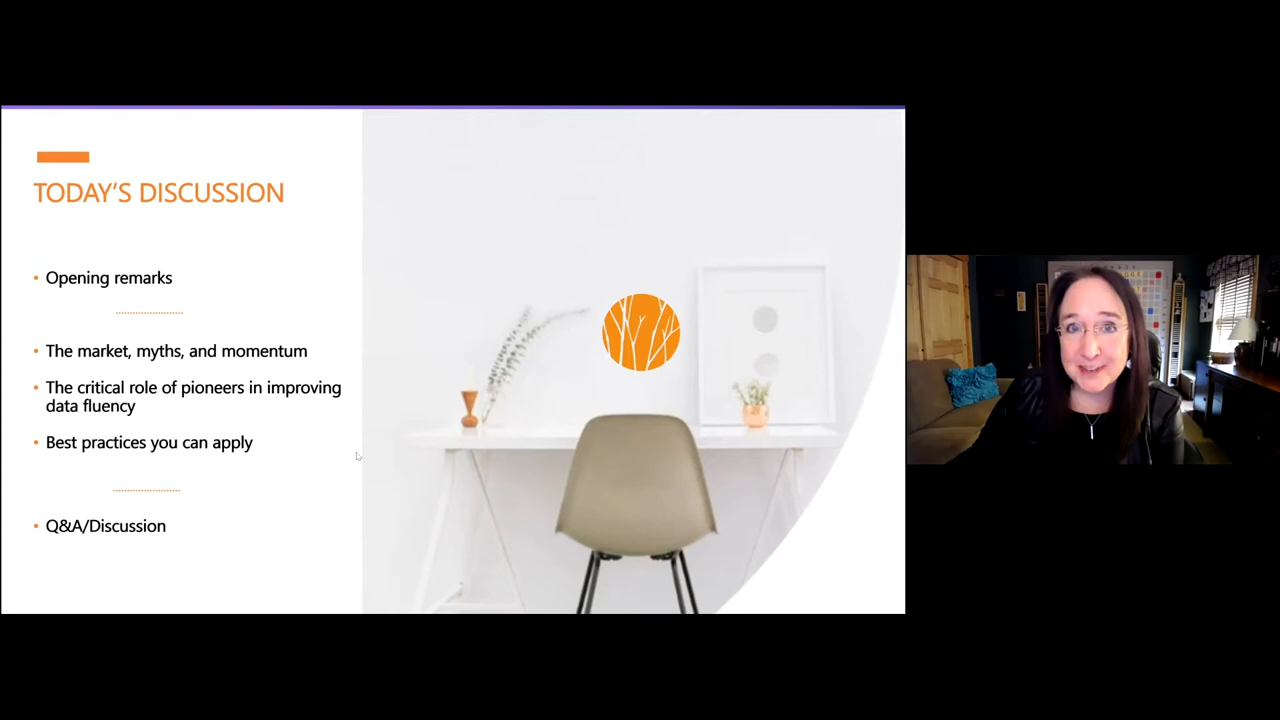 TODAY'S DISCUSSION
• Opening remarks
• The market, myths, and momentum
• The critical role of pioneers in improving
data fluency
• Best practices you can apply
• Q&A/Discussion